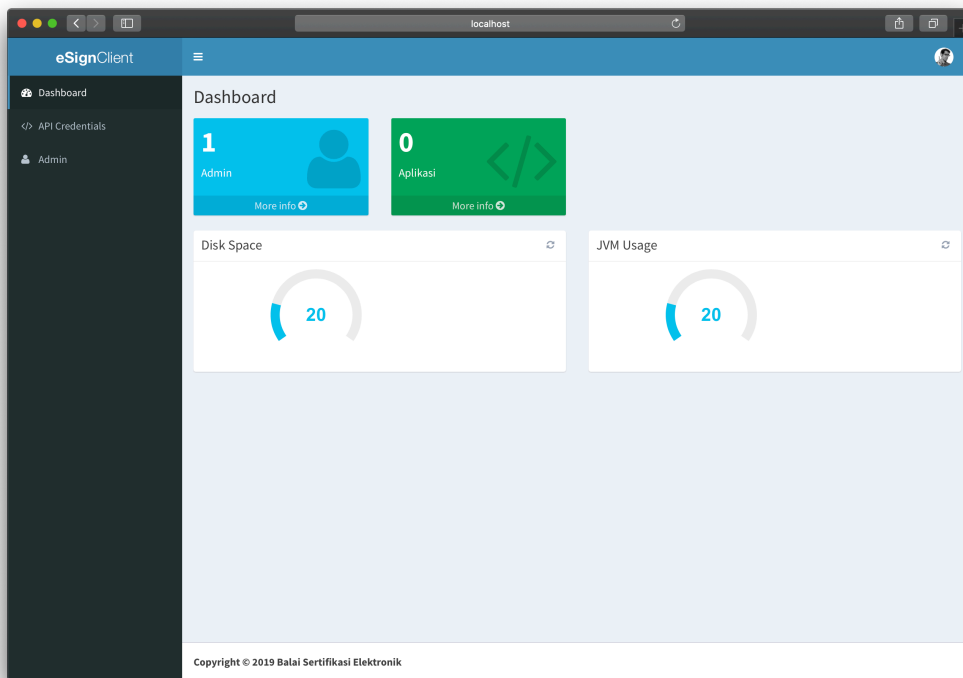 localhost
eSignClient
Dashboard
API Credentials
Admin
Dashboard
1
Admin
More info
0
Aplikasi
More info
Disk Space
20
JVM Usage
20
Copyright © 2019 Balai Sertifikasi Elektronik